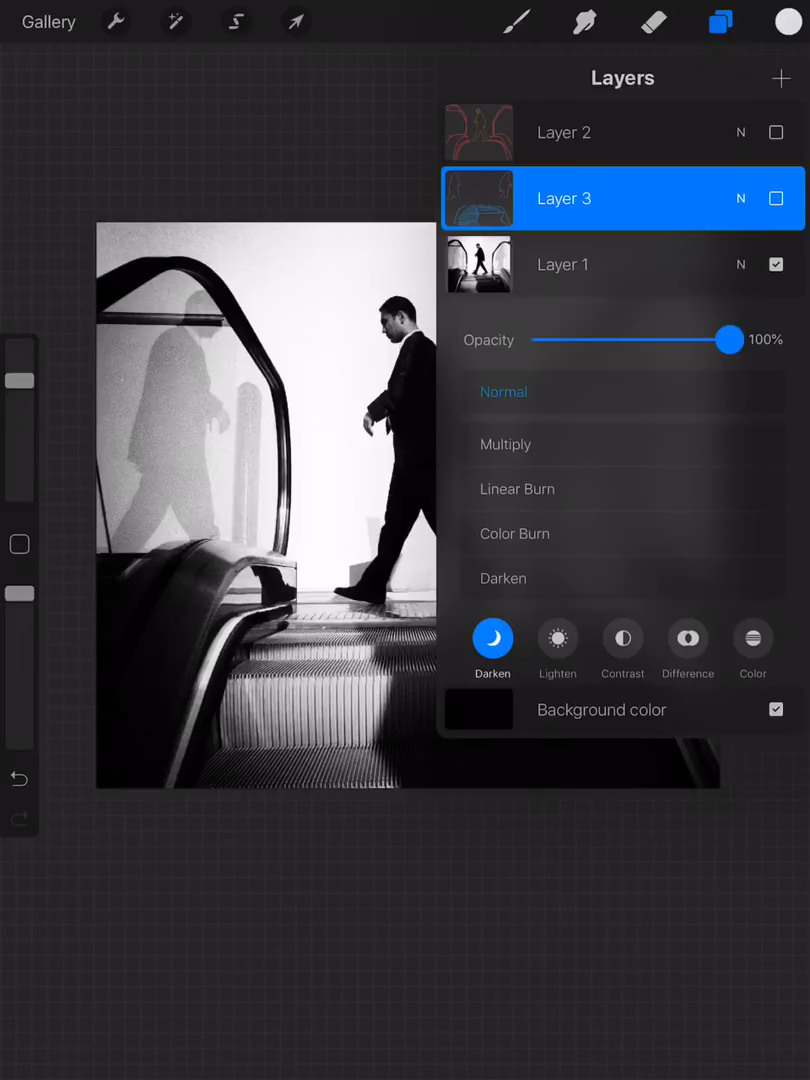 Gallery
Layers
Layer 2 N
Layer 3 N
Layer 1 N
Opacity 100%
Normal
Multiply
Linear Burn
Color Burn
Darken
Darken Lighten Contrast Difference Color
Background color